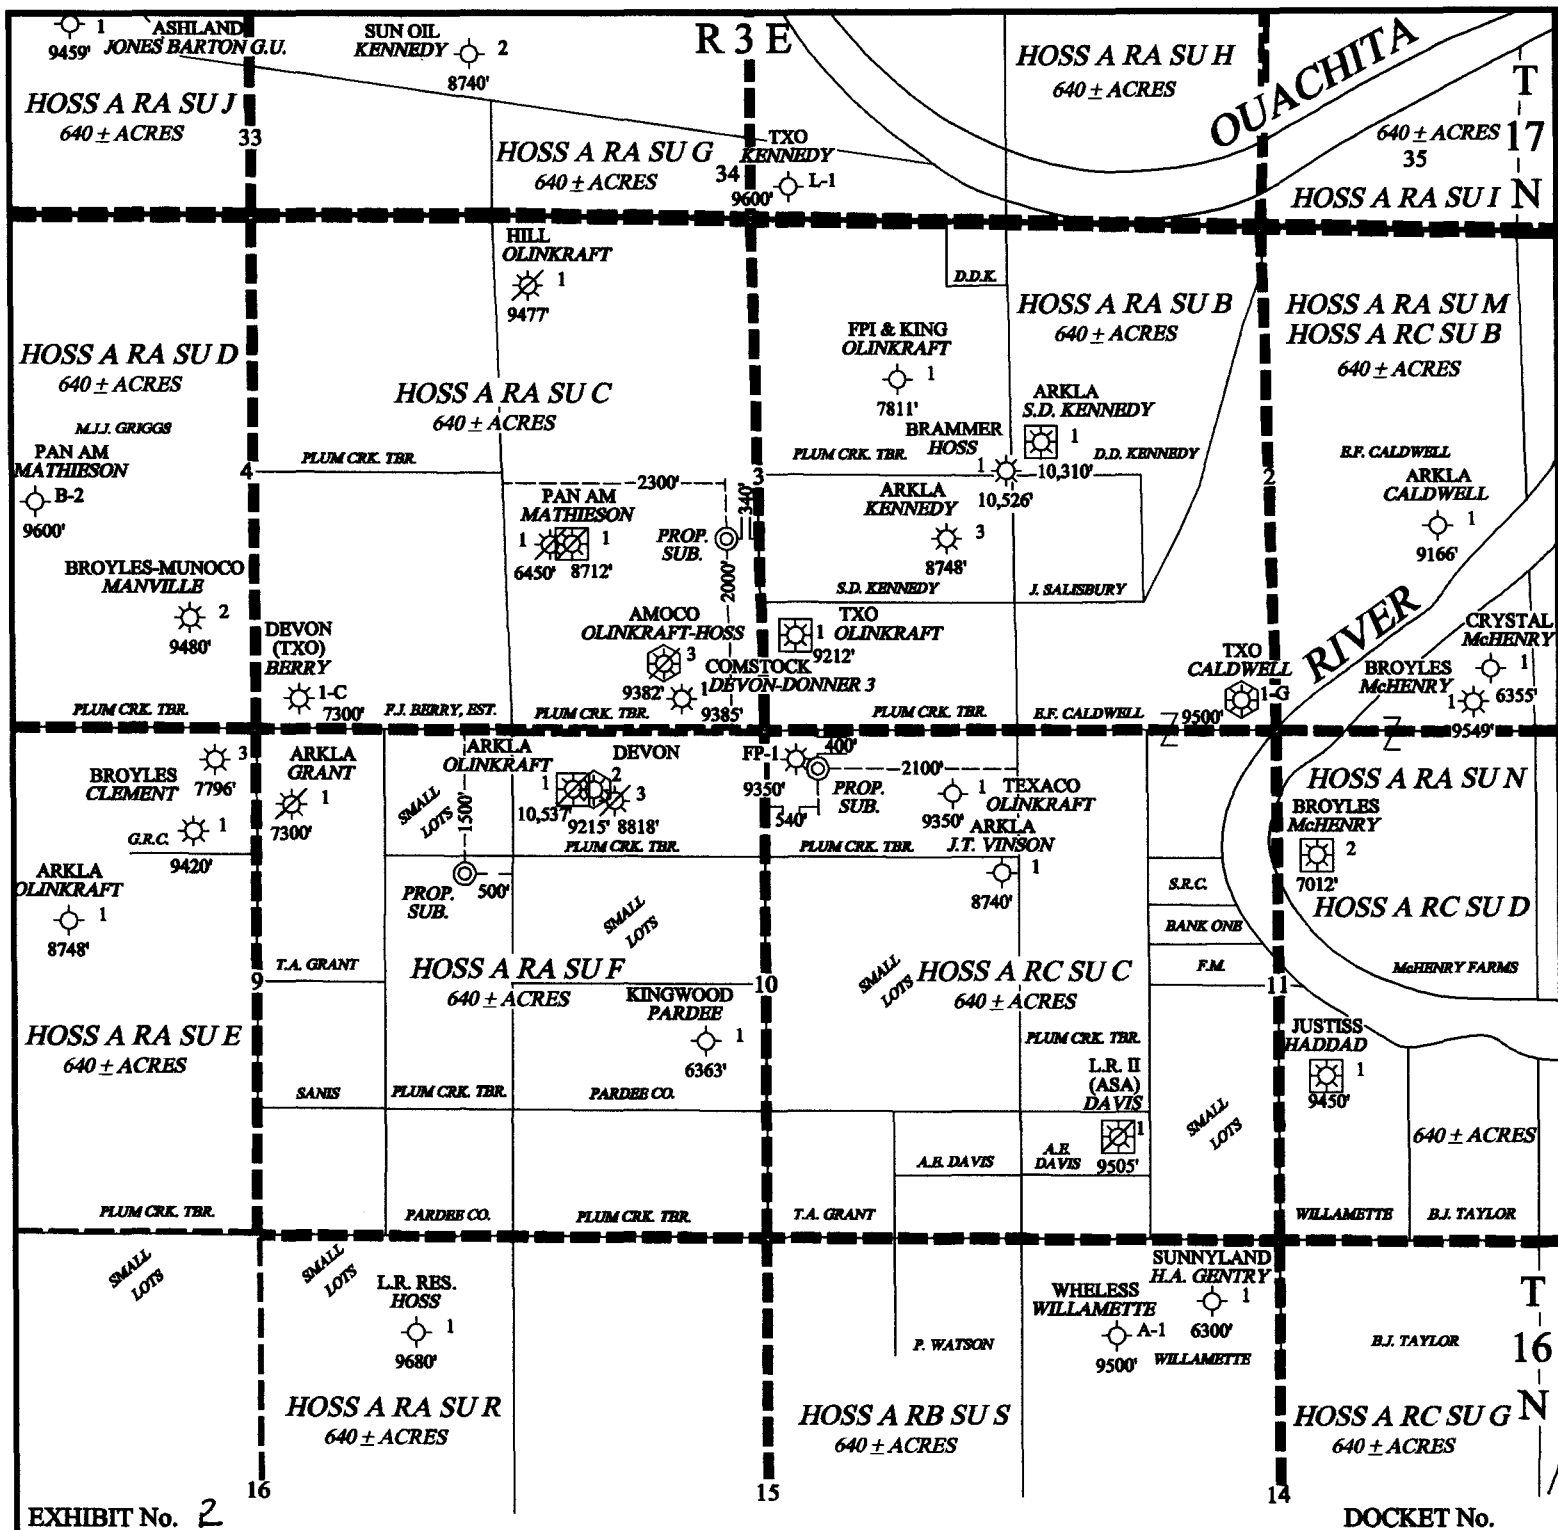 R 3 E
1
9459'
ASHLAND
JONES BARTON G.U.
SUN OIL
KENNEDY
2
8740'
HOSS A RA SU J
640 ± ACRES
33
HOSS A RA SU G
640 ± ACRES
34
TXO
KENNEDY
L-1
9600'
HOSS A RA SU H
640 ± ACRES
OUACHITA
T
17
N
640 ± ACRES
35
HOSS A RA SU I
HILL
OLINKRAFT
1
9477'
D.D.K.
HOSS A RA SU D
640 ± ACRES
M.J.J. GRIGGS
PAN AM
MATHIESON
B-2
9600'
4
BROYLES-MUNOCO
MANVILLE
2
9480'
PLUM CRK. TBR.
HOSS A RA SU C
640 ± ACRES
PLUM CRK. TBR.
PAN AM
MATHIESON
1
1
6450'
8712'
2300'
340'
PROP.
SUB.
2000'
3
DEVON
(TXO)
BERRY
1-C
7300'
F.J. BERRY, EST.
AMOCO
OLINKRAFT-HOSS
3
9382'
COMSTOCK
DEVON-DONNER 3
1
9385'
PLUM CRK. TBR.
FPI & KING
OLINKRAFT
1
7811'
HOSS A RA SU B
640 ± ACRES
ARKLA
S.D. KENNEDY
1
10,310'
BRAMMER
HOSS
1
10,526'
PLUM CRK. TBR.
D.D. KENNEDY
ARKLA
KENNEDY
3
8748'
S.D. KENNEDY
J. SALISBURY
TXO
OLINKRAFT
1
9212'
PLUM CRK. TBR.
E.F. CALDWELL
TXO
CALDWELL
1-G
9500'
2
HOSS A RA SU M
HOSS A RC SU B
640 ± ACRES
E.F. CALDWELL
ARKLA
CALDWELL
1
9166'
RIVER
CRYSTAL
McHENRY
1
6355'
BROYLES
McHENRY
1
9549'
Z
Z
BROYLES
CLEMENT
3
7796'
1
9420'
G.R.C.
ARKLA
OLINKRAFT
1
8748'
9
HOSS A RA SU E
640 ± ACRES
PLUM CRK. TBR.
ARKLA
GRANT
1
7300'
SMALL
LOTS
1500'
ARKLA
OLINKRAFT
1
10,537'
2
9215'
DEVON
3
8818'
PLUM CRK. TBR.
PROP.
SUB.
500'
SMALL
LOTS
T.A. GRANT
HOSS A RA SU F
640 ± ACRES
KINGWOOD
PARDEE
1
6363'
10
SANIS
PLUM CRK. TBR.
PARDEE CO.
PARDEE CO.
PLUM CRK. TBR.
FP-1
9350'
400'
2100'
PROP.
SUB.
540'
1
9350'
TEXACO
OLINKRAFT
ARKLA
J.T. VINSON
1
8740'
PLUM CRK. TBR.
S.R.C.
BANK ONE
F.M.
SMALL
LOTS
HOSS A RC SU C
640 ± ACRES
11
PLUM CRK. TBR.
L.R. II
(ASA)
DAVIS
1
9505'
A.E. DAVIS
A.E.
DAVIS
T.A. GRANT
SMALL
LOTS
HOSS A RA SU N
BROYLES
McHENRY
2
7012'
HOSS A RC SU D
McHENRY FARMS
JUSTISS
HADDAD
1
9450'
640 ± ACRES
WILLAMETTE
B.J. TAYLOR
SMALL
LOTS
SMALL
LOTS
L.R. RES.
HOSS
1
9680'
HOSS A RA SU R
640 ± ACRES
16
P. WATSON
WHELESS
WILLAMETTE
A-1
9500'
WILLAMETTE
SUNNYLAND
H.A. GENTRY
1
6300'
HOSS A RB SU S
640 ± ACRES
15
B.J. TAYLOR
T
16
N
HOSS A RC SU G
640 ± ACRES
14
EXHIBIT No. 2
DOCKET No.